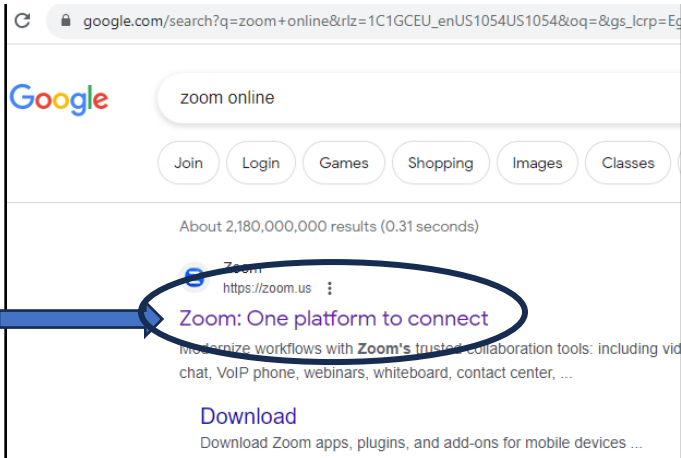 google.com/search?q=zoom+online&rlz=1C1GCEU_enUS1054US1054&oq=&gs_lcrp=Eg
Google
zoom online
Join Login Games Shopping Images Classes
About 2,180,000,000 results (0.31 seconds)
Zoom
https://zoom.us
Zoom: One platform to connect
Modernize workflows with Zoom's trusted collaboration tools: including vid
chat, VoIP phone, webinars, whiteboard, contact center, ...
Download
Download Zoom apps, plugins, and add-ons for mobile devices ...